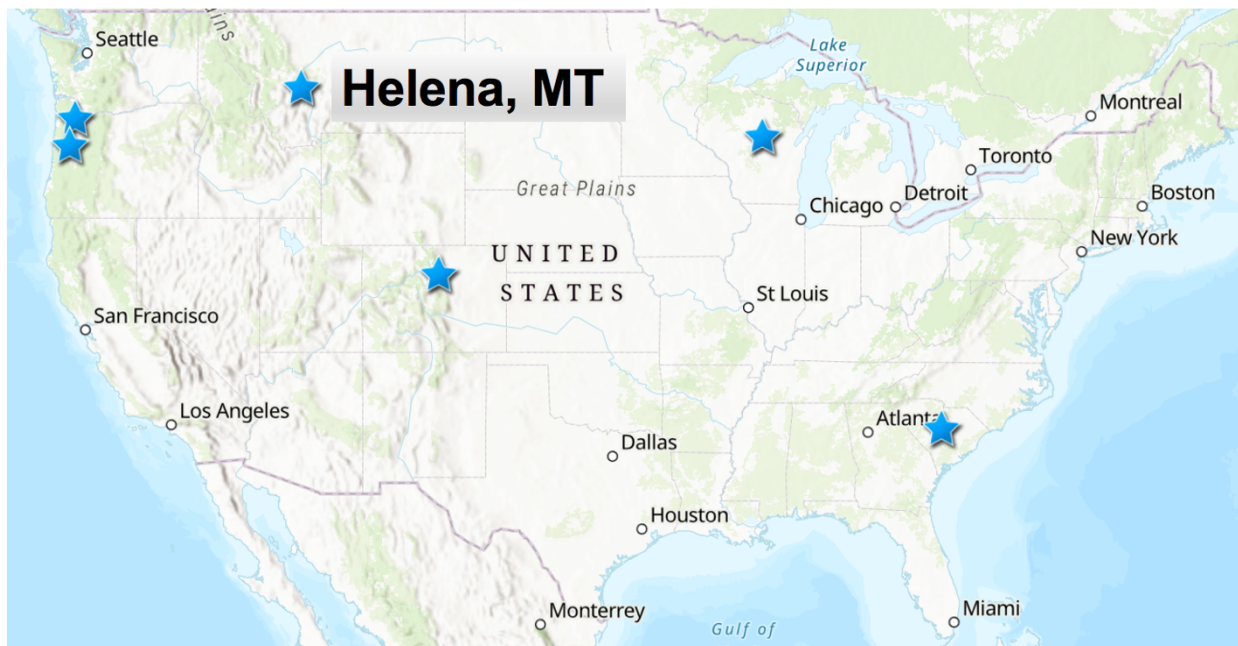 Seattle
Helena, MT
Lake
Superior
Montreal
Toronto
Great Plains
Chicago
Detroit
Boston
New York
UNITED
STATES
St Louis
San Francisco
Los Angeles
Atlanta
Dallas
Houston
Monterrey
Miami
Gulf of